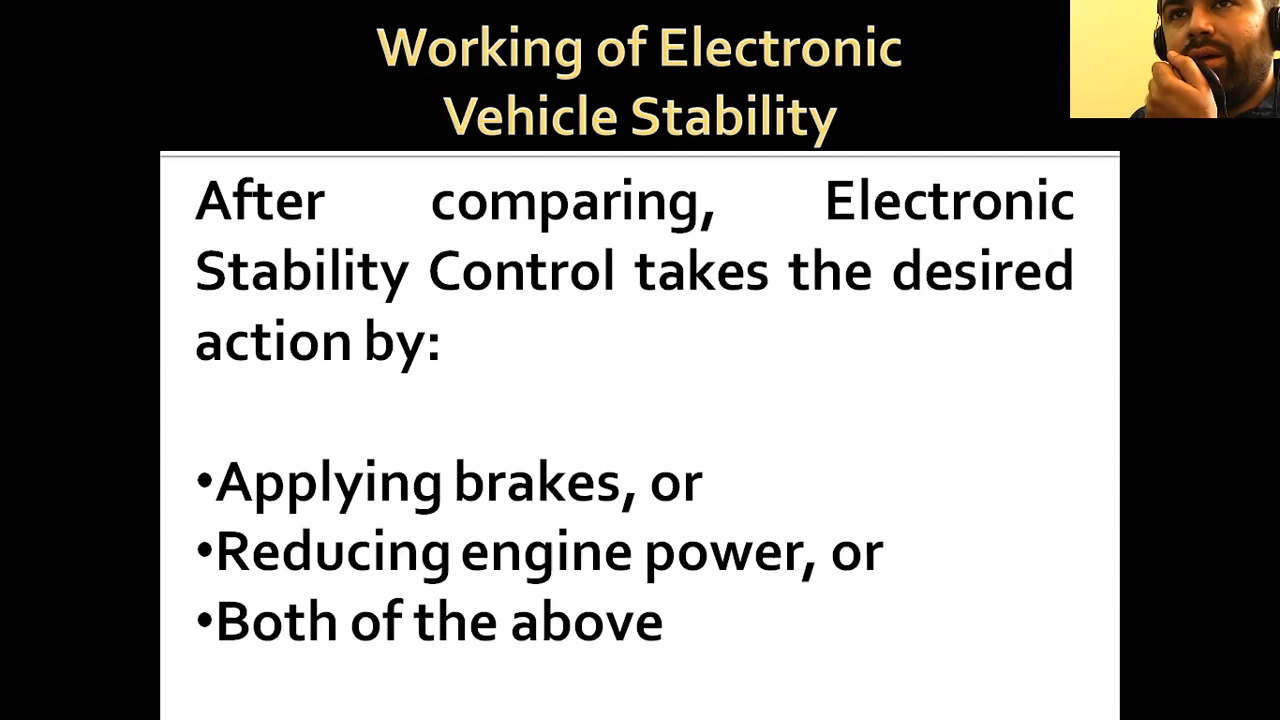 Working of Electronic
Vehicle Stability
After comparing, Electronic
Stability Control takes the desired
action by:
•Applying brakes, or
•Reducing engine power, or
•Both of the above